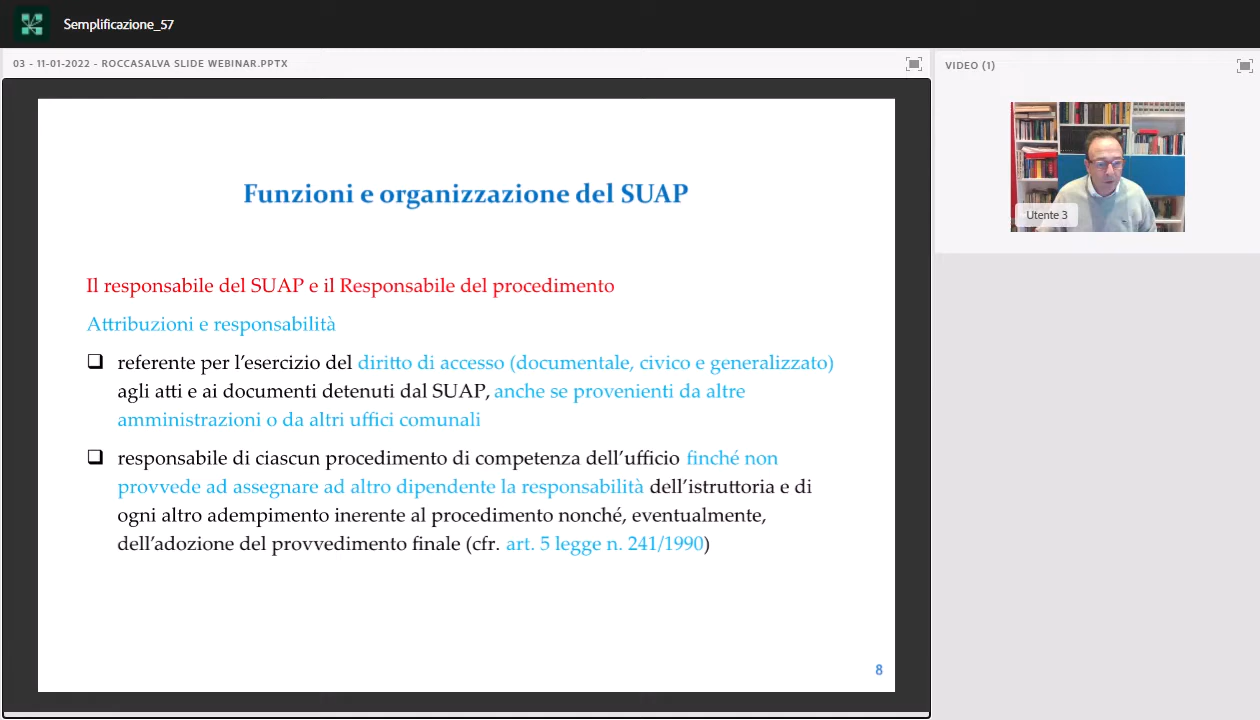 Semplificazione_57
03 - 11-01-2022 - ROCCASALVA SLIDE WEBINAR.PPTX
VIDEO (1)
Utente 3
Funzioni e organizzazione del SUAP
Il responsabile del SUAP e il Responsabile del procedimento
Attribuzioni e responsabilità
referente per l’esercizio del diritto di accesso (documentale, civico e generalizzato)
agli atti e ai documenti detenuti dal SUAP, anche se provenienti da altre
amministrazioni o da altri uffici comunali
responsabile di ciascun procedimento di competenza dell’ufficio finché non
provvede ad assegnare ad altro dipendente la responsabilità dell’istruttoria e di
ogni altro adempimento inerente al procedimento nonché, eventualmente,
dell’adozione del provvedimento finale (cfr. art. 5 legge n. 241/1990)
8